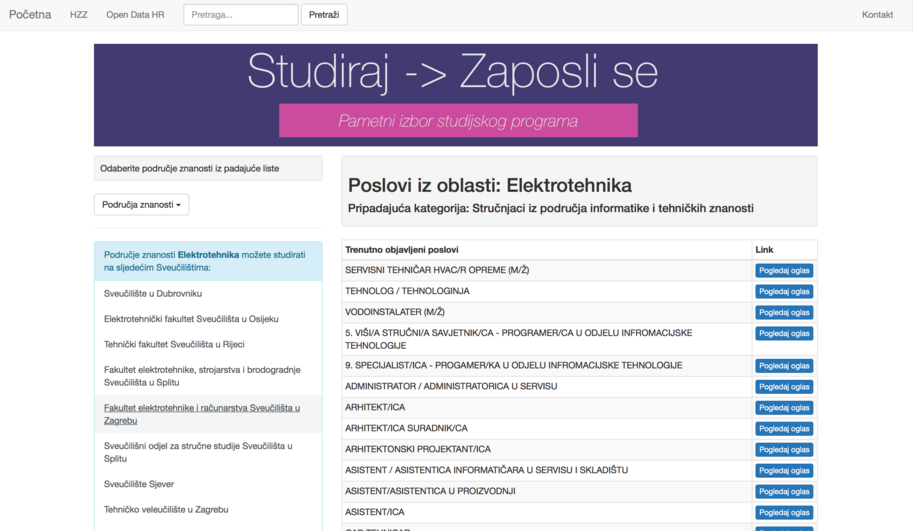 Početna HZZ Open Data HR Pretraga... Pretraži Kontakt
Studiraj -> Zaposli se
Pametni izbor studijskog programa
Odaberite područje znanosti iz padajuće liste
Područja znanosti
Područje znanosti Elektrotehnika možete studirati
na sljedećim Sveučilištima:
Sveučilište u Dubrovniku
Elektrotehnički fakultet Sveučilišta u Osijeku
Tehnički fakultet Sveučilišta u Rijeci
Fakultet elektrotehnike, strojarstva i brodogradnje
Sveučilišta u Splitu
Fakultet elektrotehnike i računarstva Sveučilišta u
Zagrebu
Sveučilišni odjel za stručne studije Sveučilišta u
Splitu
Sveučilište Sjever
Tehničko veleučilište u Zagrebu
Poslovi iz oblasti: Elektrotehnika
Pripadajuća kategorija: Stručnjaci iz područja informatike i tehničkih znanosti
Trenutno objavljeni poslovi Link
SERVISNI TEHNIČAR HVAC/R OPREME (M/Ž) Pogledaj oglas
TEHNOLOG / TEHNOLOGINJA Pogledaj oglas
VODOINSTALATER (M/Ž) Pogledaj oglas
5. VIŠI/A STRUČNI/A SAVJETNIK/CA - PROGRAMER/CA U ODJELU INFROMACIJSKE Pogledaj oglas
TEHNOLOGIJE
9. SPECIJALIST/ICA - PROGAMER/KA U ODJELU INFROMACIJSKE TEHNOLOGIJE Pogledaj oglas
ADMINISTRATOR / ADMINISTRATORICA U SERVISU Pogledaj oglas
ARHITEKT/ICA Pogledaj oglas
ARHITEKT/ICA SURADNIK/CA Pogledaj oglas
ARHITEKTONSKI PROJEKTANT/ICA Pogledaj oglas
ASISTENT / ASISTENTICA INFORMATIČARA U SERVISU I SKLADIŠTU Pogledaj oglas
ASISTENT/ASISTENTICA U PROIZVODNJI Pogledaj oglas
ASISTENT/ICA Pogledaj oglas